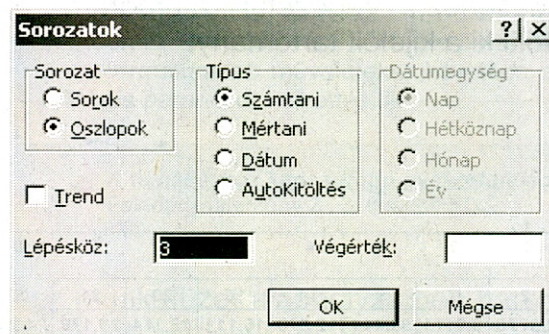 Sorozatok
Sorozat
Sorok
Oszlopok
Típus
Számtani
Mértani
Dátum
AutoKitöltés
Dátumegység
Nap
Hétköznap
Hónap
Év
Trend
Lépésköz: 3
Végérték:
OK
Mégse